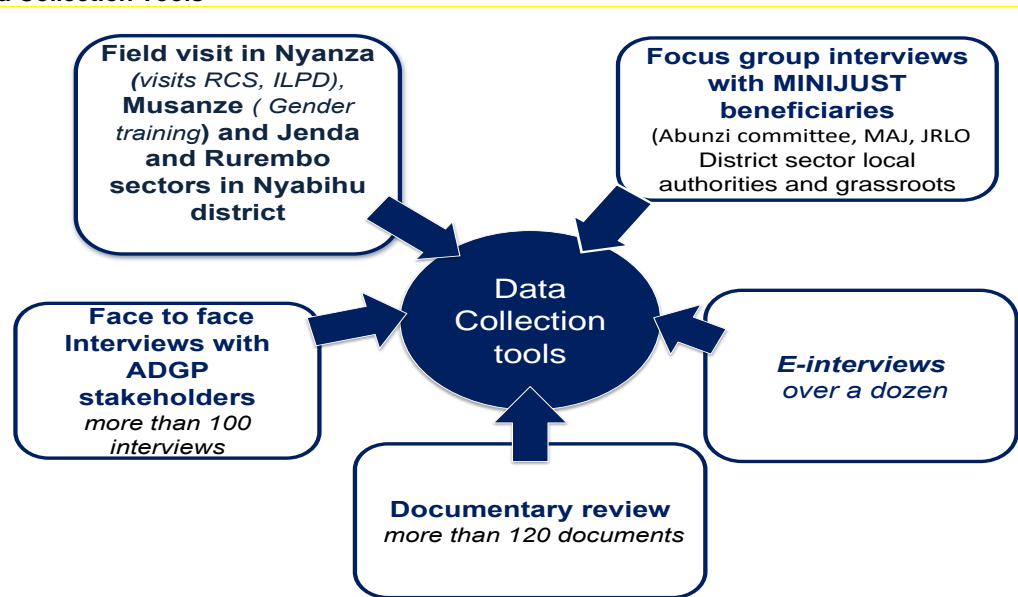 Collection Tools
Field visit in Nyanza
(visits RCS, ILPD),
Musanze ( Gender
training) and Jenda
and Rurembo
sectors in Nyabihu
district
Focus group interviews
with MINIJUST
beneficiaries
(Abunzi committee, MAJ, JRLO
District sector local
authorities and grassroots
Data
Collection
tools
Face to face
Interviews with
ADGP
stakeholders
more than 100
interviews
E-interviews
over a dozen
Documentary review
more than 120 documents